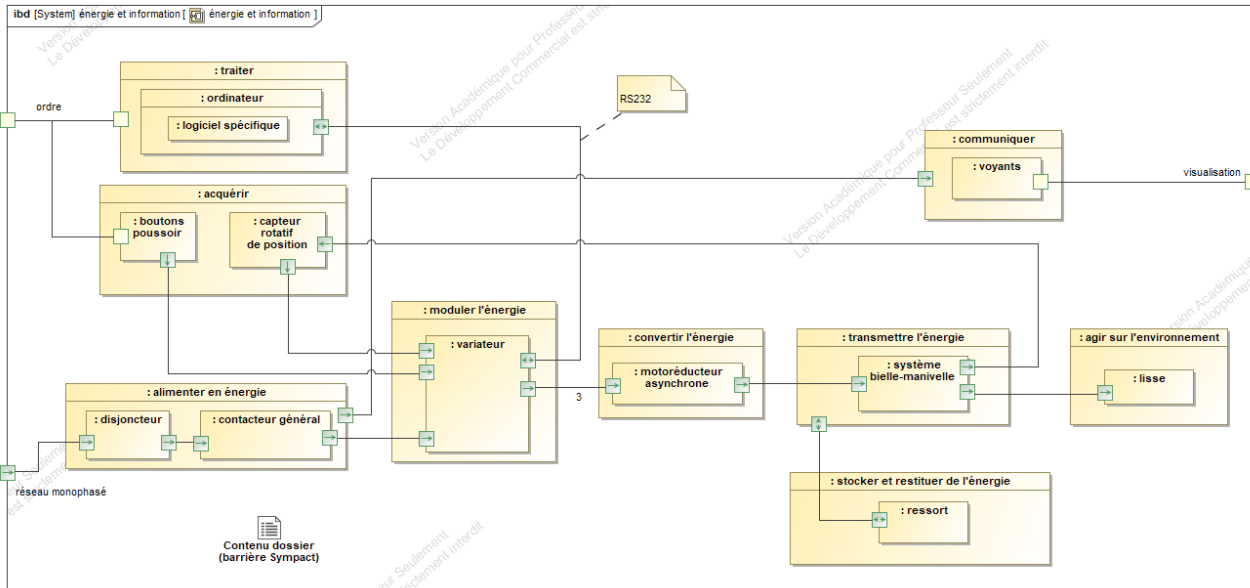 ibd [System] énergie et information [ énergie et information ]
Version Académique pour Professeur Seulement
Le Développement Commercial est strictement interdit
ordre
: traiter
: ordinateur
: logiciel spécifique
RS232
: communiquer
: voyants
visualisation
: acquérir
: boutons
poussoir
: capteur
rotatif
de position
: moduler l'énergie
: variateur
: convertir l'énergie
: motoréducteur
asynchrone
3
: transmettre l'énergie
: système
bielle-manivelle
: agir sur l'environnement
: lisse
: alimenter en énergie
: disjoncteur
: contacteur général
réseau monophasé
: stocker et restituer de l'énergie
: ressort
Contenu dossier
(barrière Sympact)